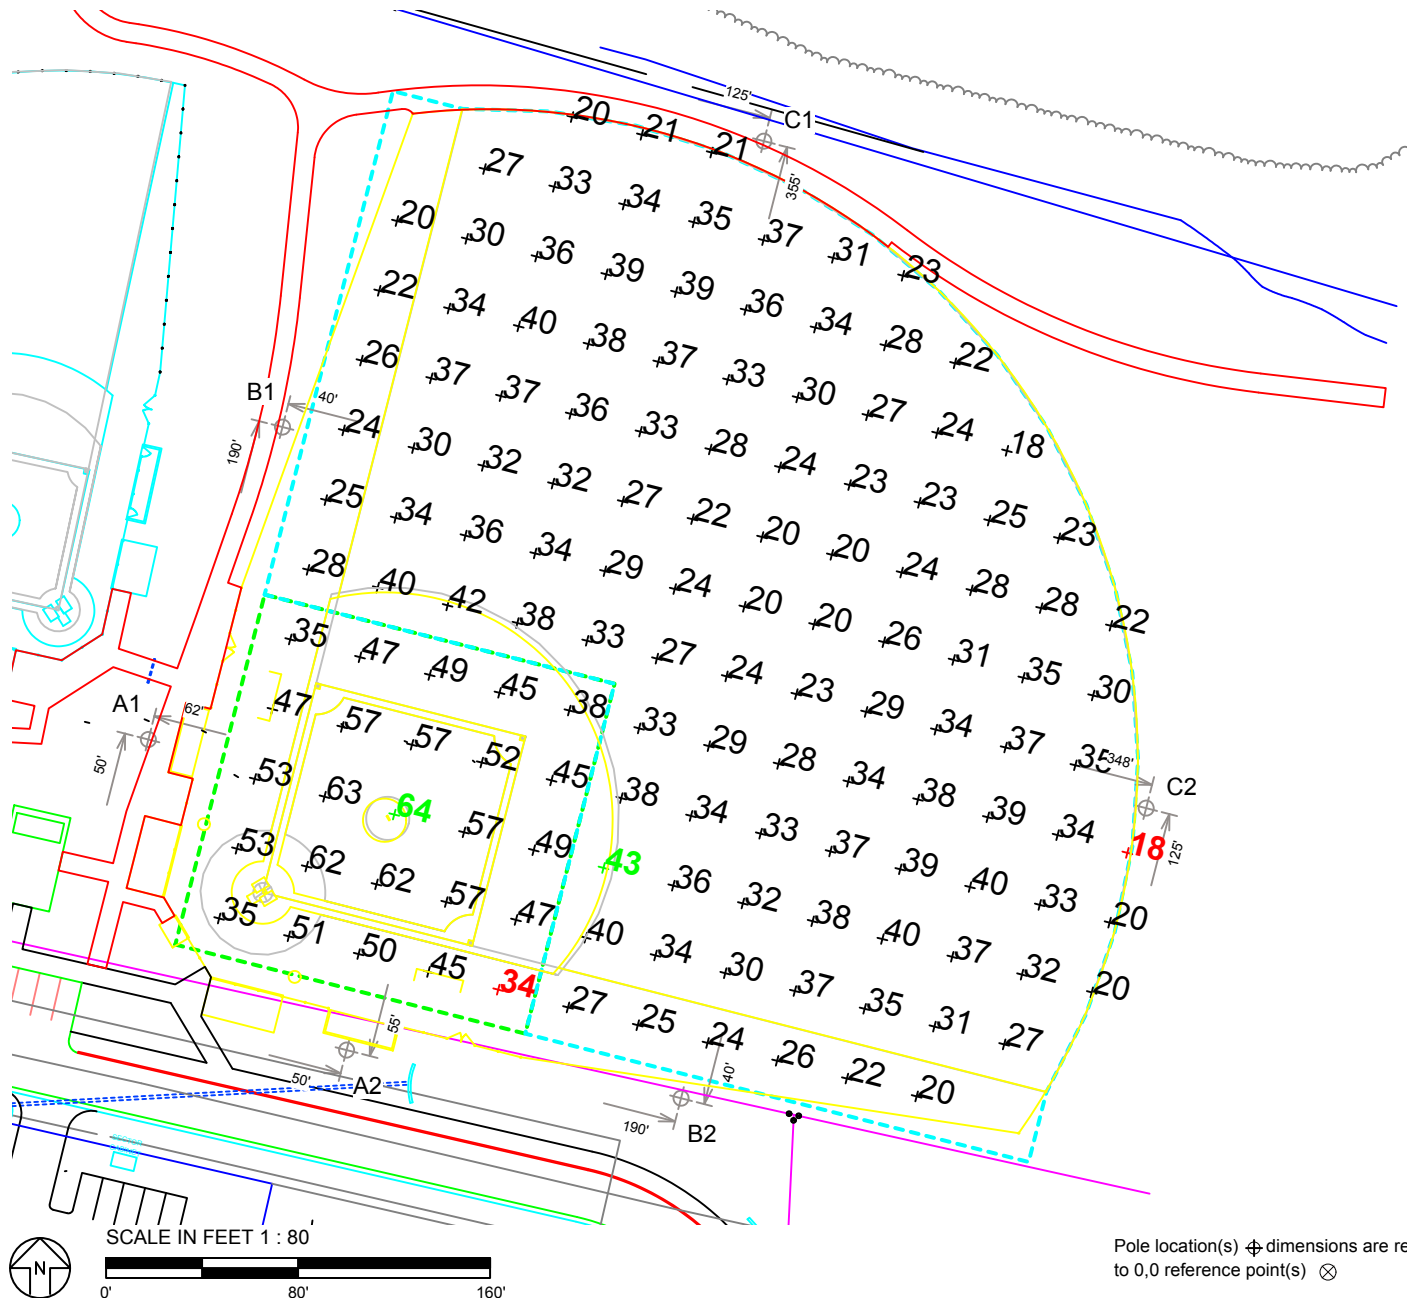 125'
C1
20 21 21
355'
27 33 34 35 37 31 23
20 30 36 39 39 36 34 28 22
22 34 40 38 37 33 30 27 24 18
26 37 37 36 33 28 24 23 23 25 23
B1
40'
190'
24 30 32 32 27 22 20 20 24 28 28 22
25 34 36 34 29 24 20 20 26 31 35 30
28 40 42 38 33 27 24 23 29 34 37 35
348'
C2
125'
35 47 49 45 38 33 29 28 34 38 39 34 18
A1
62'
50'
47 57 57 52 45 38 34 33 37 39 40 33 20
53 63 64 57 49 43 36 32 38 40 37 32 20
53 62 62 57 47 40 34 30 37 35 31 27
35 51 50 45 34 27 25 24 26 22 20
55'
50'
A2
40'
190'
B2
SCALE IN FEET 1 : 80
0' 80' 160'
N
Pole location(s) dimensions are re
to 0,0 reference point(s)